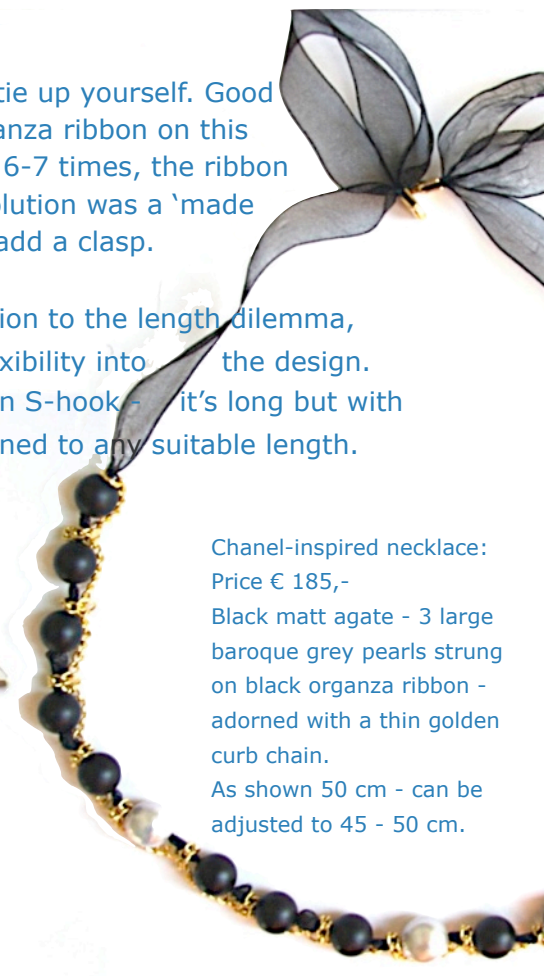 tie up yourself. Good
anza ribbon on this
6-7 times, the ribbon
lution was a ‘made
add a clasp.
ion to the length dilemma,
xibility into the design.
n S-hook - it’s long but with
ned to any suitable length.
Chanel-inspired necklace:
Price € 185,-
Black matt agate - 3 large
baroque grey pearls strung
on black organza ribbon -
adorned with a thin golden
curb chain.
As shown 50 cm - can be
adjusted to 45 - 50 cm.